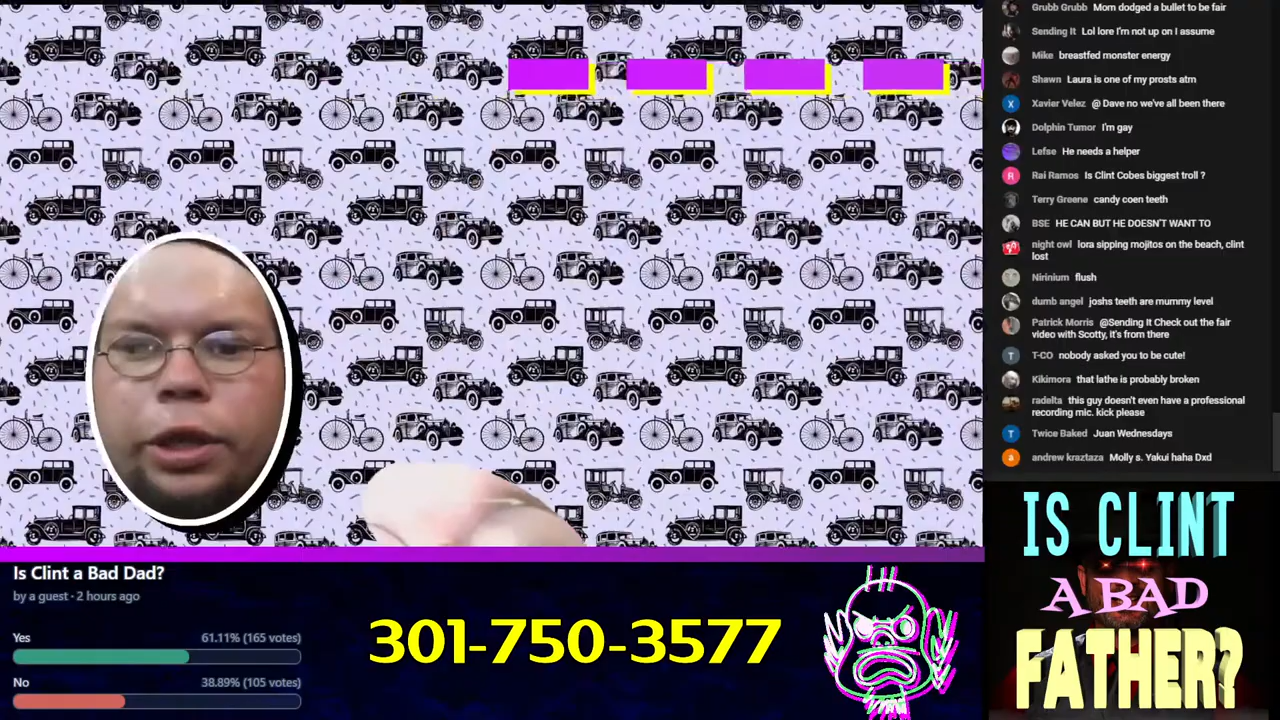 Grubb Grubb Mom dodged a bullet to be fair
Sending It Lol lore I'm not up on I assume
Mike breastfed monster energy
Shawn Laura is one of my prosts atm
X Xavier Velez @ Dave no we've all been there
Dolphin Tumor I'm gay
Lefse He needs a helper
R Rai Ramos Is Clint Cobes biggest troll ?
Terry Greene candy coen teeth
BSE HE CAN BUT HE DOESN'T WANT TO
night owl lora sipping mojitos on the beach, clint
lost
Nirinium flush
dumb angel joshs teeth are mummy level
Patrick Morris @Sending It Check out the fair
video with Scotty, it's from there
T T-CO nobody asked you to be cute!
Kikimora that lathe is probably broken
radelta this guy doesn't even have a professional
recording mic. kick please
T Twice Baked Juan Wednesdays
a andrew kraztaza Molly s. Yakui haha Dxd
Is Clint a Bad Dad?
by a guest · 2 hours ago
Yes 61.11% (165 votes)
No 38.89% (105 votes)
301-750-3577
IS CLINT
A BAD
FATHER?